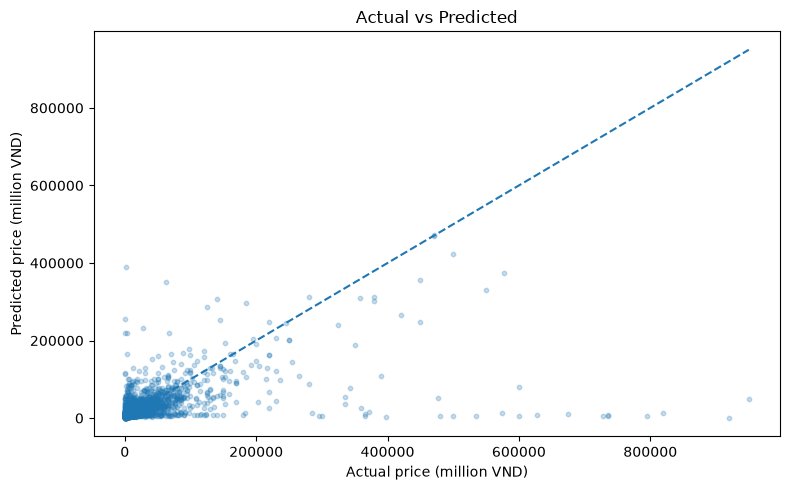 Actual vs Predicted
Predicted price (million VND)
800000
600000
400000
200000
0
0 200000 400000 600000 800000
Actual price (million VND)